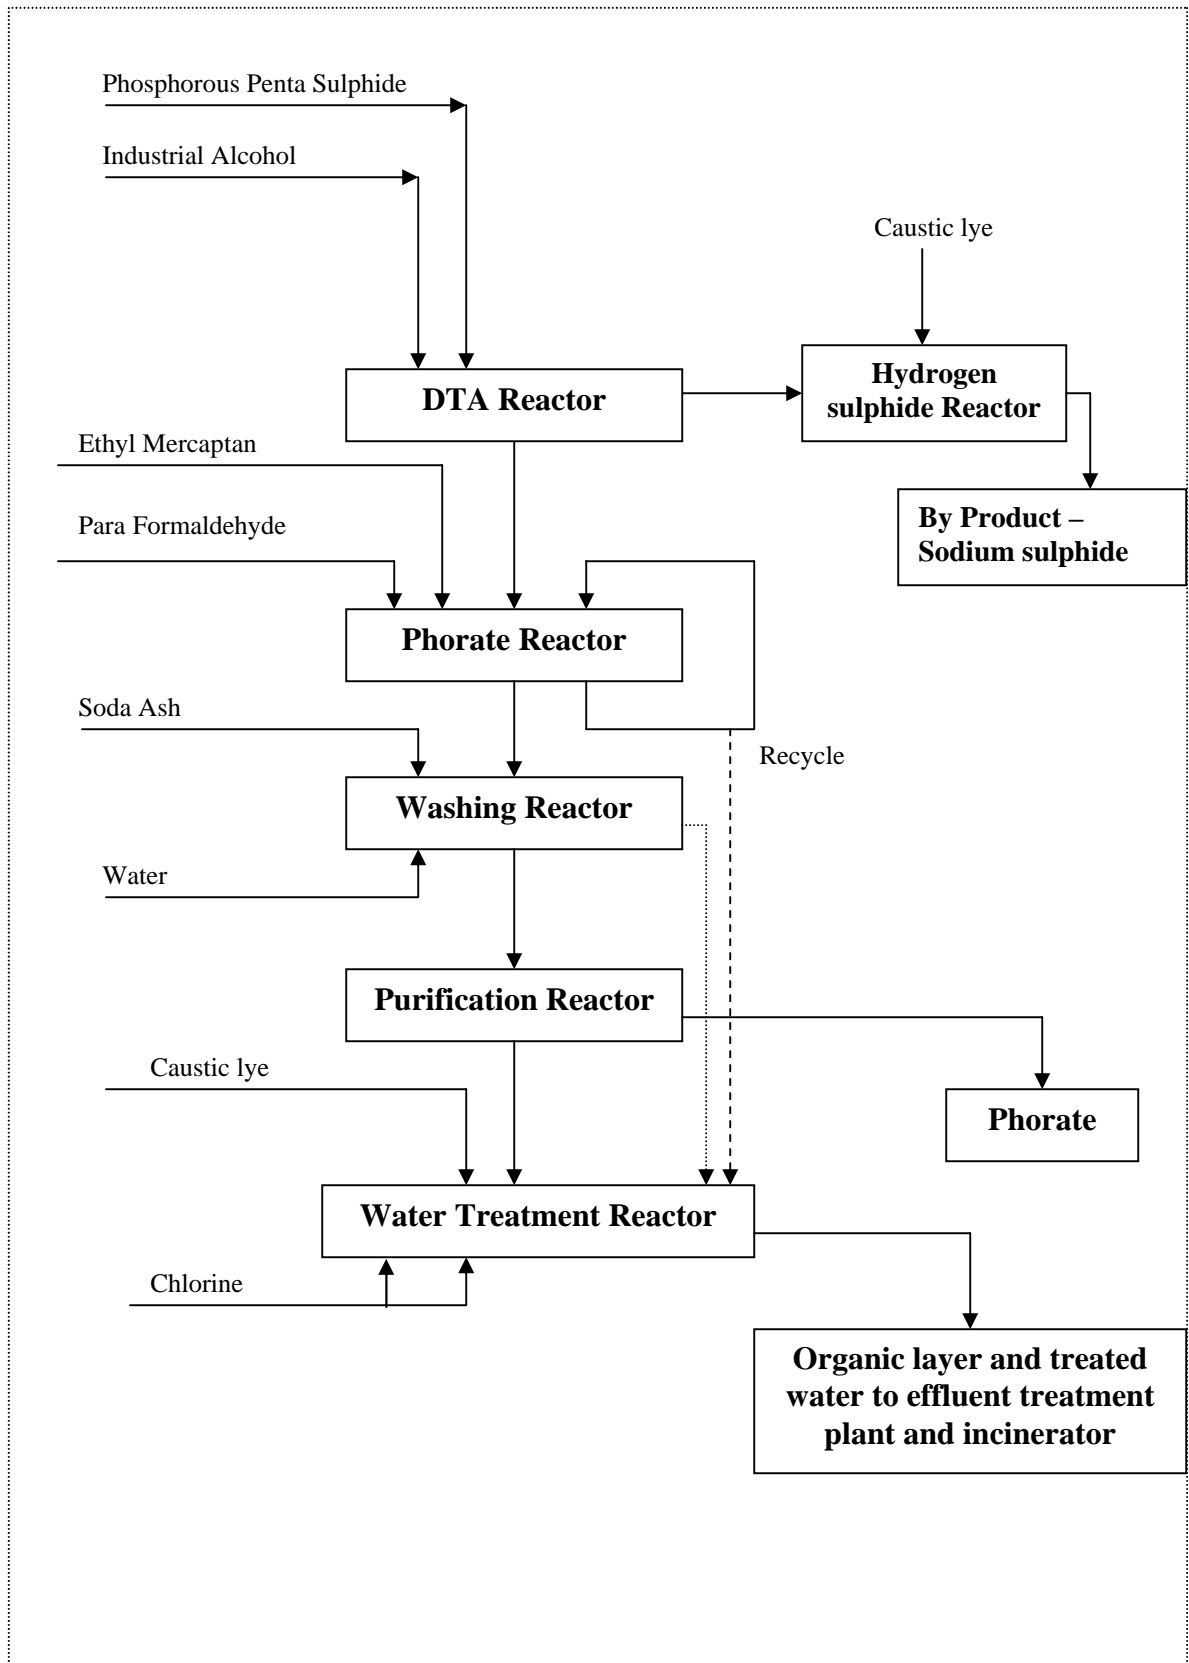 Phosphorous Penta Sulphide
Industrial Alcohol
Caustic lye
Hydrogen
sulphide Reactor
DTA Reactor
Ethyl Mercaptan
Para Formaldehyde
By Product –
Sodium sulphide
Phorate Reactor
Soda Ash
Recycle
Washing Reactor
Water
Purification Reactor
Caustic lye
Phorate
Water Treatment Reactor
Chlorine
Organic layer and treated
water to effluent treatment
plant and incinerator